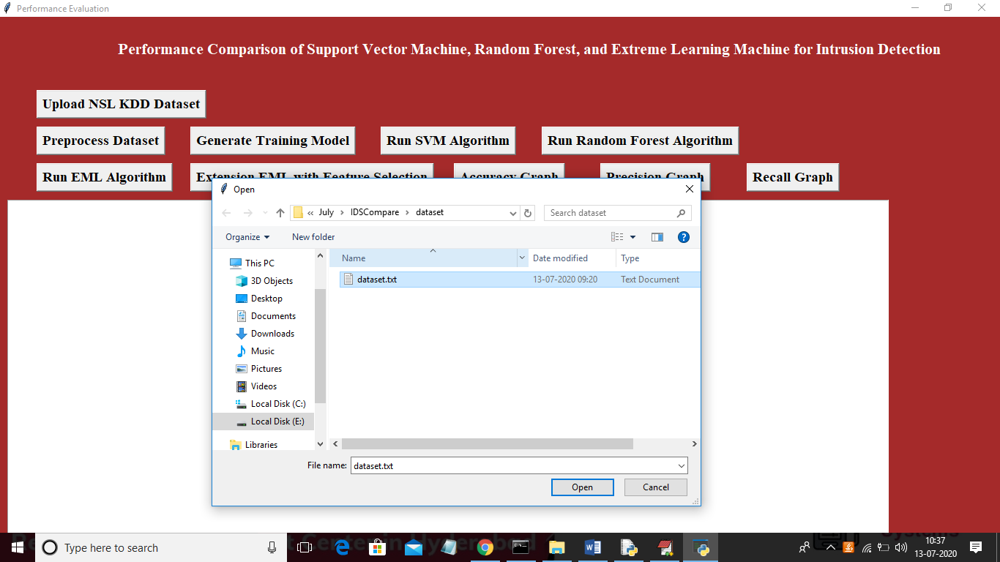 Performance Evaluation
Performance Comparison of Support Vector Machine, Random Forest, and Extreme Learning Machine for Intrusion Detection
Upload NSL KDD Dataset
Preprocess Dataset Generate Training Model Run SVM Algorithm Run Random Forest Algorithm
Run EML Algorithm Extension EML with Feature Selection Accuracy Graph Precision Graph Recall Graph
Open
« July > IDSCompare > dataset Search dataset
Organize New folder
Name Date modified Type
This PC
dataset.txt 13-07-2020 09:20 Text Document
3D Objects
Desktop
Documents
Downloads
Music
Pictures
Videos
Local Disk (C:)
Local Disk (E:)
Libraries
File name: dataset.txt
Open Cancel
Type here to search
Systems
10:37
13-07-2020